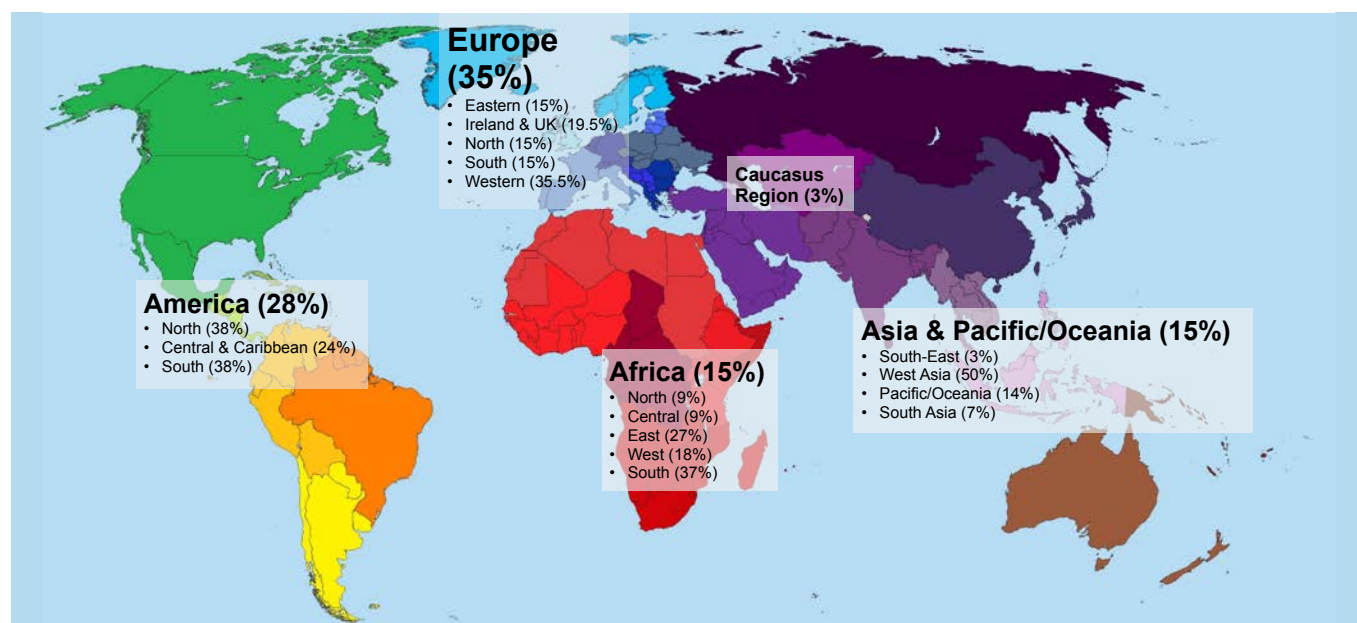 Europe
(35%)
• Eastern (15%)
• Ireland & UK (19.5%)
• North (15%)
• South (15%)
• Western (35.5%)
Caucasus
Region (3%)
America (28%)
• North (38%)
• Central & Caribbean (24%)
• South (38%)
Africa (15%)
• North (9%)
• Central (9%)
• East (27%)
• West (18%)
• South (37%)
Asia & Pacific/Oceania (15%)
• South-East (3%)
• West Asia (50%)
• Pacific/Oceania (14%)
• South Asia (7%)